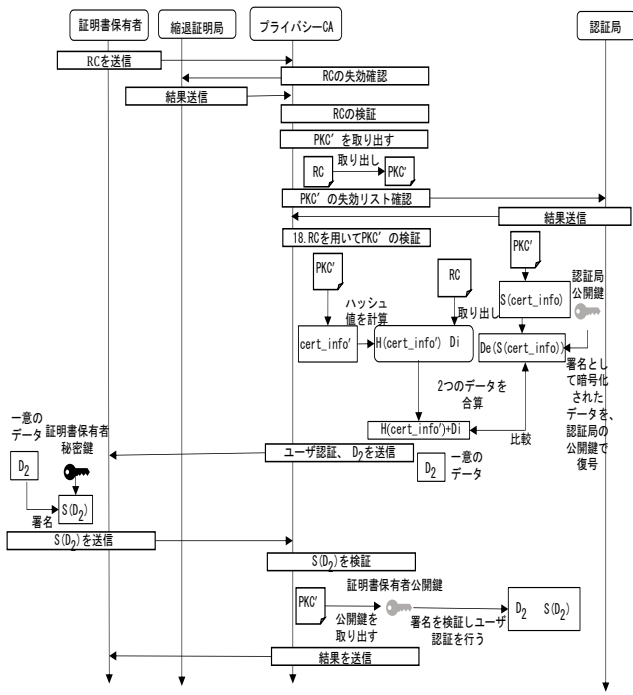 証明書保有者
縮退証明局
プライバシーCA
認証局
RCを送信
RCの失効確認
結果送信
RCの検証
PKC′を取り出す
RC
取り出し
PKC′
PKC′の失効リスト確認
結果送信
18.RCを用いてPKC′の検証
PKC′
RC
PKC′
S(cert_info)
認証局
公開鍵
ハッシュ
値を計算
取り出し
cert_info′
H(cert_info′) Di
De(S(cert_info))
2つのデータを
合算
署名とし
て暗号化
された
データを、
認証局の
公開鍵で
復号
H(cert_info′)+Di
比較
ユーザ認証、 D2を送信
D2
一意の
データ
一意の
データ
証明書保有者
秘密鍵
D2
署名
S(D2)
S(D2)を送信
S(D2)を検証
PKC′
証明書保有者公開鍵
公開鍵を
取り出す
署名を検証しユーザ
認証を行う
D2 S(D2)
結果を送信